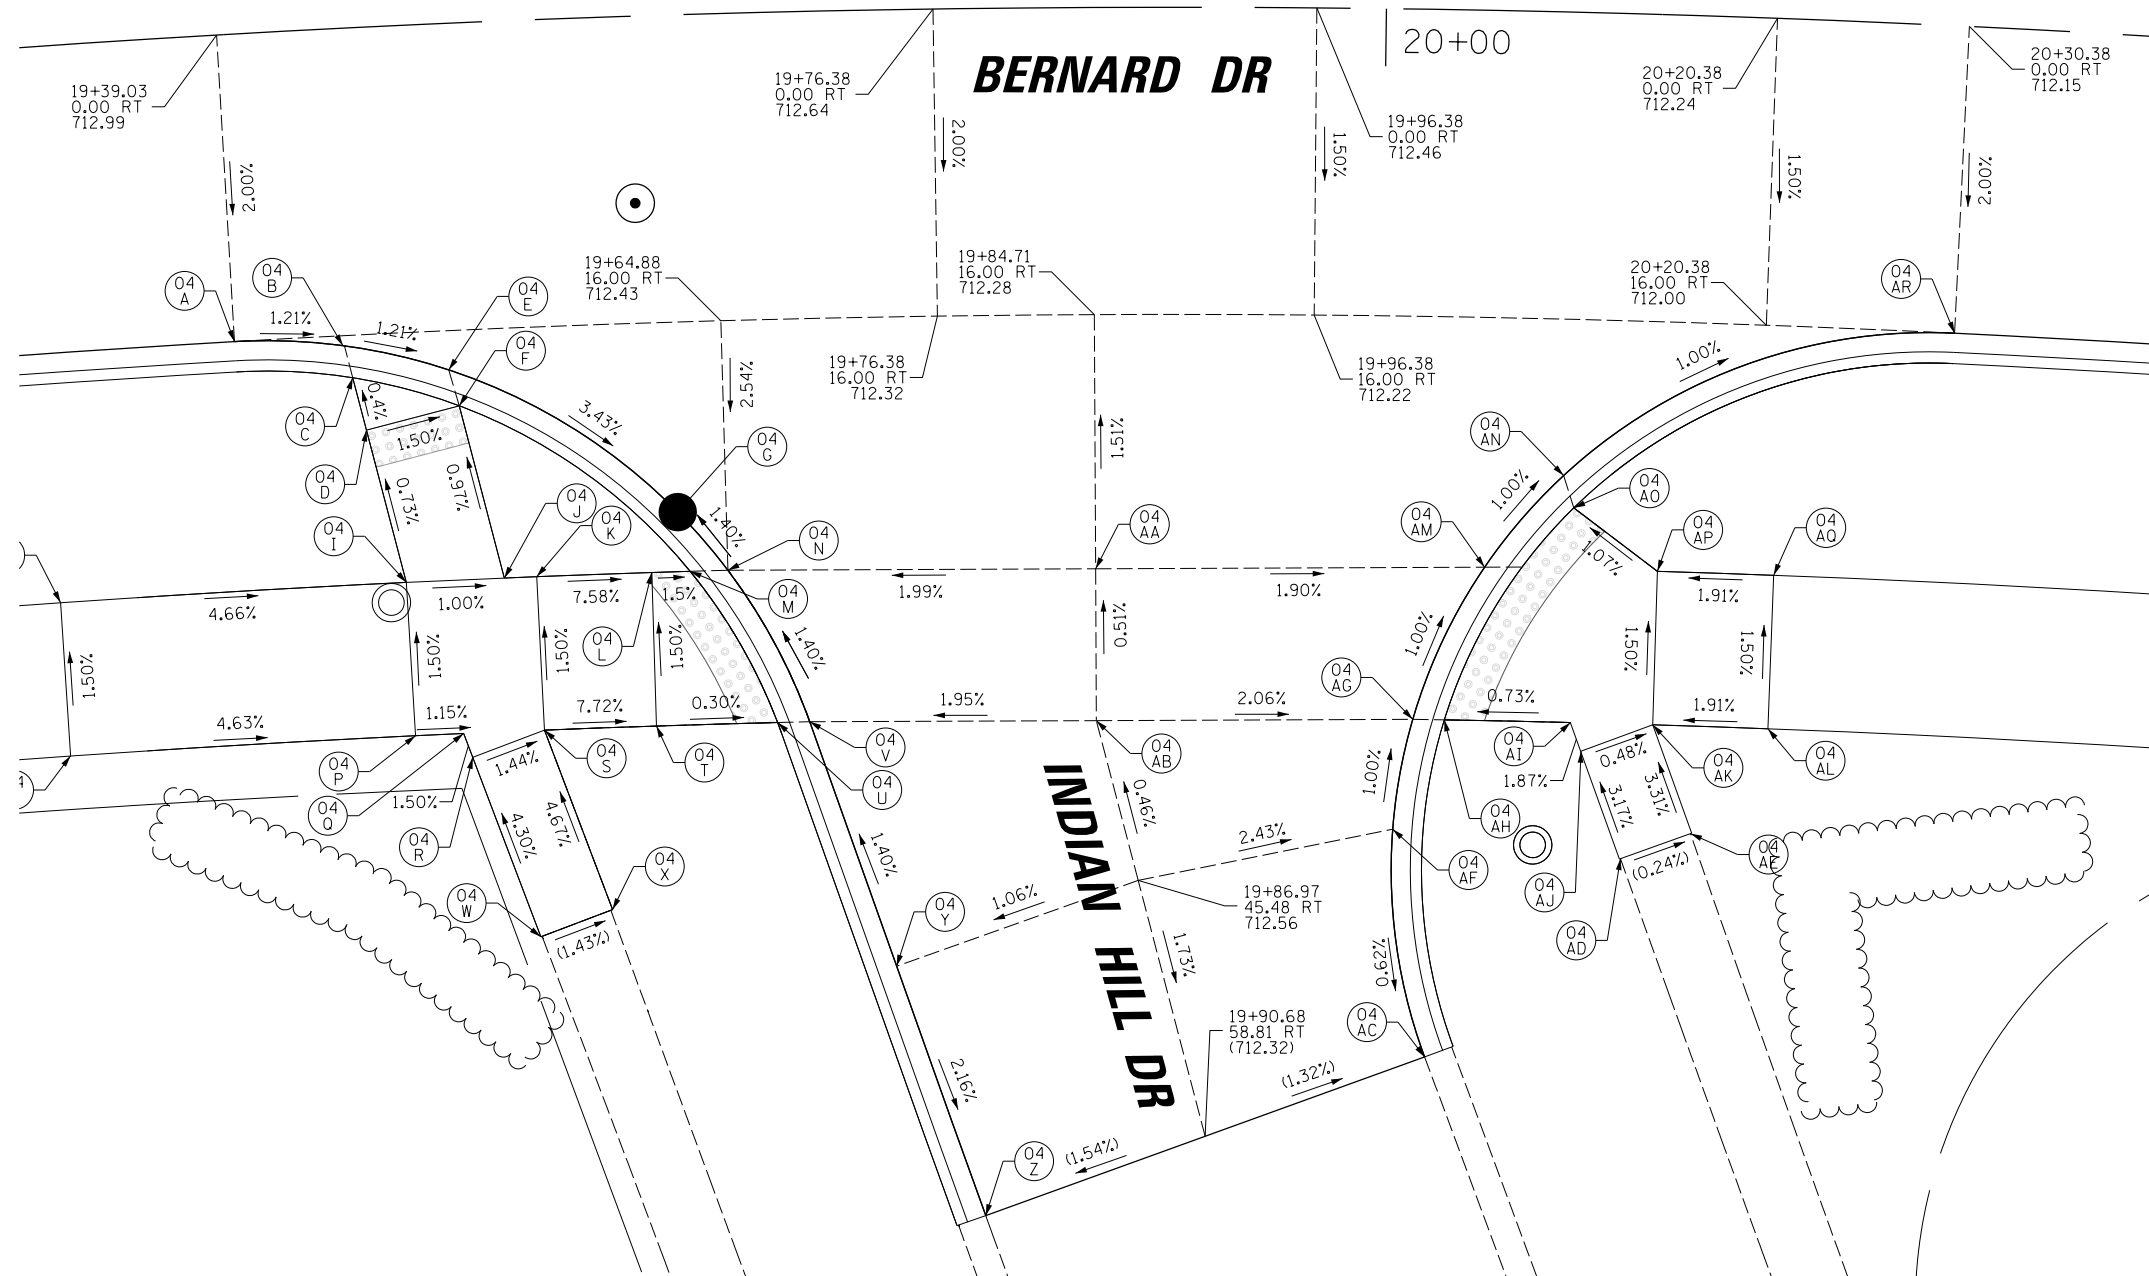 BERNARD DR
20+00
19+39.03
0.00 RT
712.99
19+76.38
0.00 RT
712.64
19+96.38
0.00 RT
712.46
20+20.38
0.00 RT
712.24
20+30.38
0.00 RT
712.15
2.00%
2.00%
1.50%
1.50%
2.00%
19+64.88
16.00 RT
712.43
19+84.71
16.00 RT
712.28
20+20.38
16.00 RT
712.00
19+76.38
16.00 RT
712.32
19+96.38
16.00 RT
712.22
04
A
04
B
04
E
04
F
04
AR
1.21%
1.21%
3.43%
2.54%
1.51%
1.00%
04
C
04
D
0.4%
1.50%
0.73%
0.97%
04
G
04
AN
04
AO
04
I
04
J
04
K
1.40%
04
N
04
AA
04
AM
1.00%
1.07%
04
AP
04
AQ
4.66%
1.00%
7.58%
1.5%
04
M
1.99%
1.90%
1.91%
1.50%
1.50%
1.50%
04
L
1.50%
1.40%
0.51%
1.00%
1.50%
1.50%
04
AG
4.63%
1.15%
7.72%
0.30%
1.95%
2.06%
0.73%
1.91%
04
P
04
Q
04
R
1.50%
1.44%
04
S
04
T
04
V
04
U
04
AB
04
AI
1.87%
0.48%
04
AK
04
AL
4.30%
4.67%
1.40%
0.46%
1.00%
04
AH
3.17%
3.31%
04
X
04
W
(1.43%)
04
Y
1.06%
2.43%
04
AF
04
AJ
04
AD
(0.24%)
04
AE
19+86.97
45.48 RT
712.56
INDIAN HILL DR
1.73%
0.62%
04
AC
19+90.68
58.81 RT
(712.32)
2.16%
04
Z
(1.54%)
(1.32%)